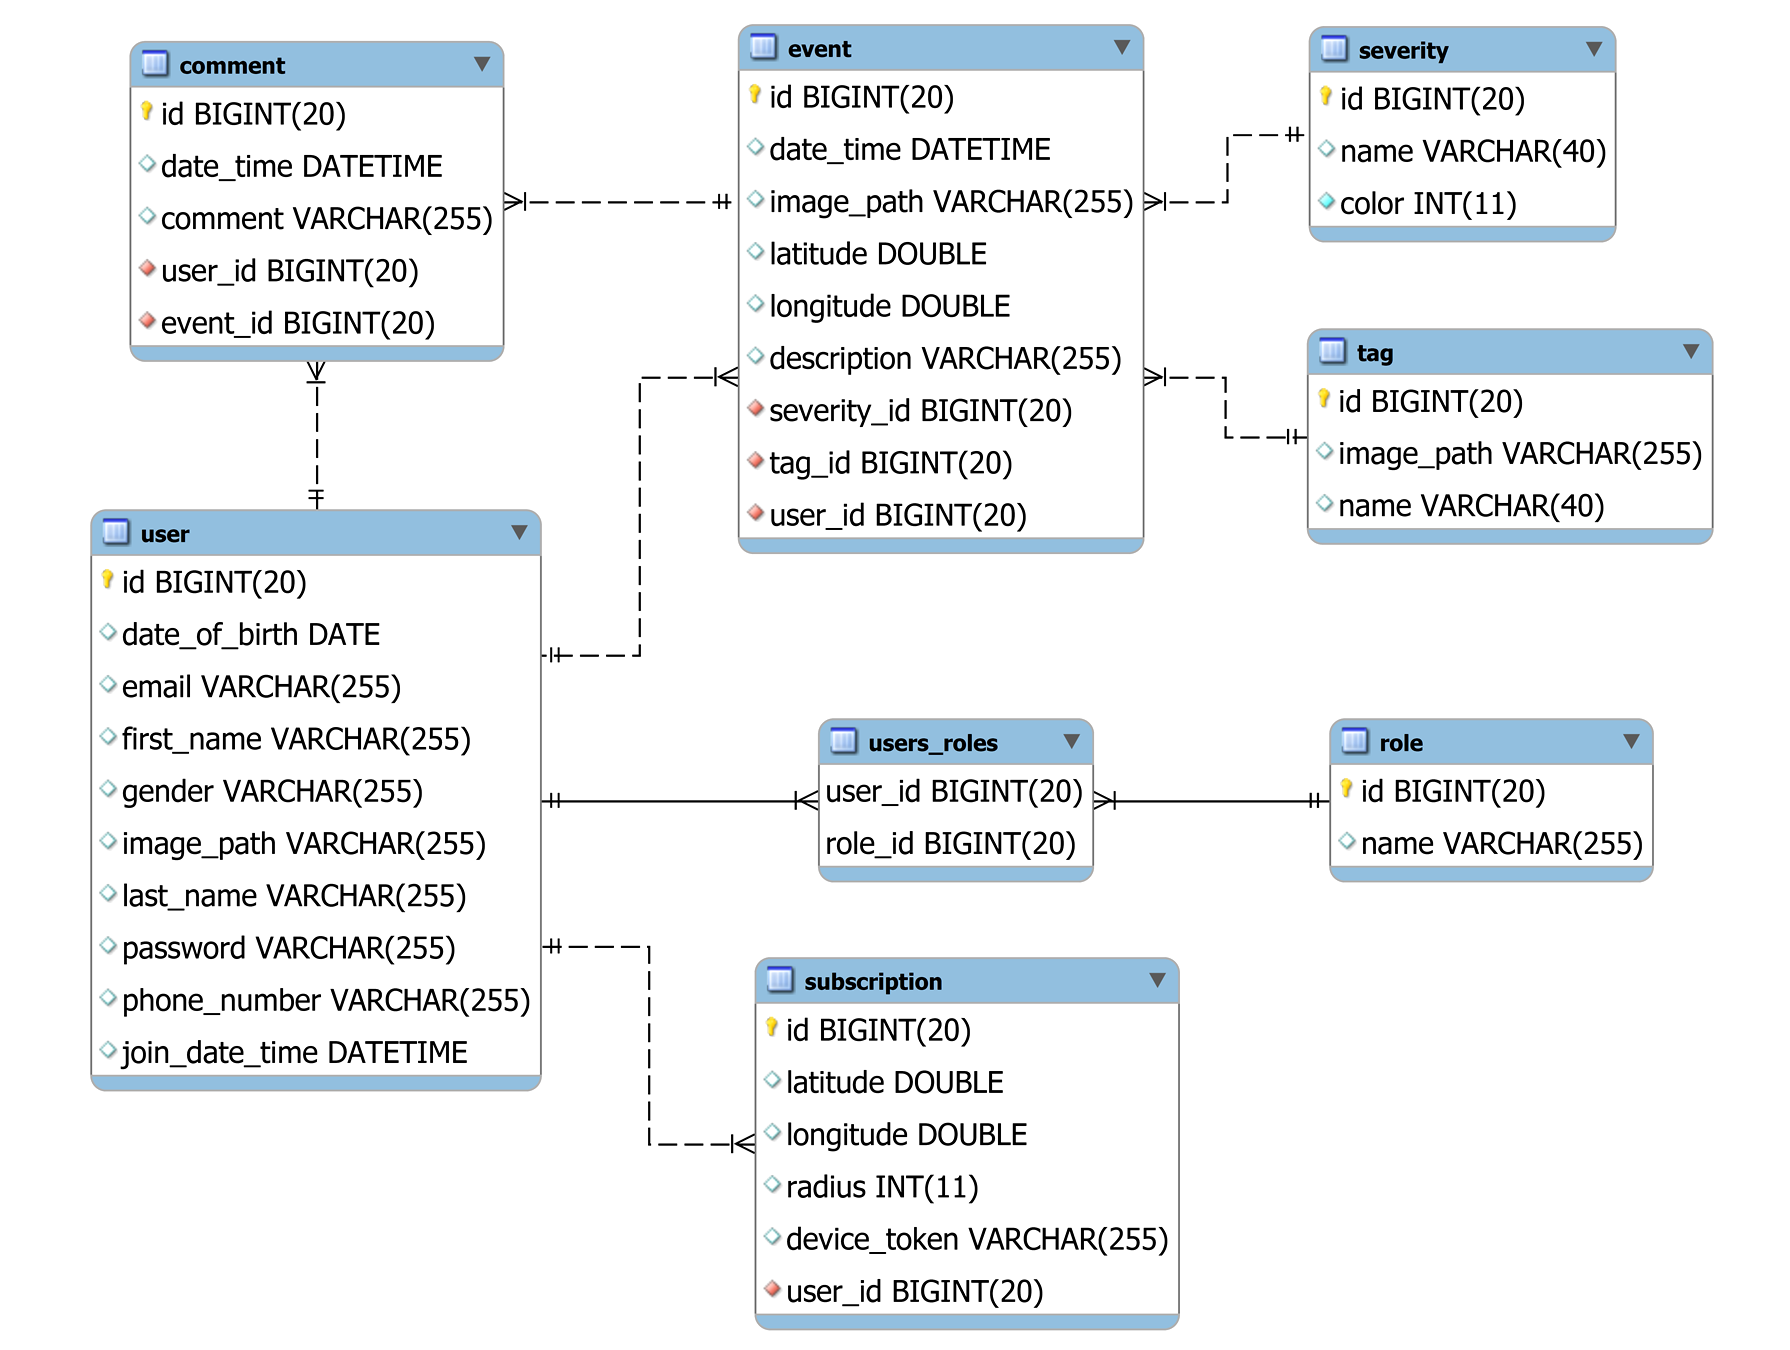 comment
id BIGINT(20)
date_time DATETIME
comment VARCHAR(255)
user_id BIGINT(20)
event_id BIGINT(20)
event
id BIGINT(20)
date_time DATETIME
image_path VARCHAR(255)
latitude DOUBLE
longitude DOUBLE
description VARCHAR(255)
severity_id BIGINT(20)
tag_id BIGINT(20)
user_id BIGINT(20)
severity
id BIGINT(20)
name VARCHAR(40)
color INT(11)
tag
id BIGINT(20)
image_path VARCHAR(255)
name VARCHAR(40)
user
id BIGINT(20)
date_of_birth DATE
email VARCHAR(255)
first_name VARCHAR(255)
gender VARCHAR(255)
image_path VARCHAR(255)
last_name VARCHAR(255)
password VARCHAR(255)
phone_number VARCHAR(255)
join_date_time DATETIME
users_roles
user_id BIGINT(20)
role_id BIGINT(20)
role
id BIGINT(20)
name VARCHAR(255)
subscription
id BIGINT(20)
latitude DOUBLE
longitude DOUBLE
radius INT(11)
device_token VARCHAR(255)
user_id BIGINT(20)